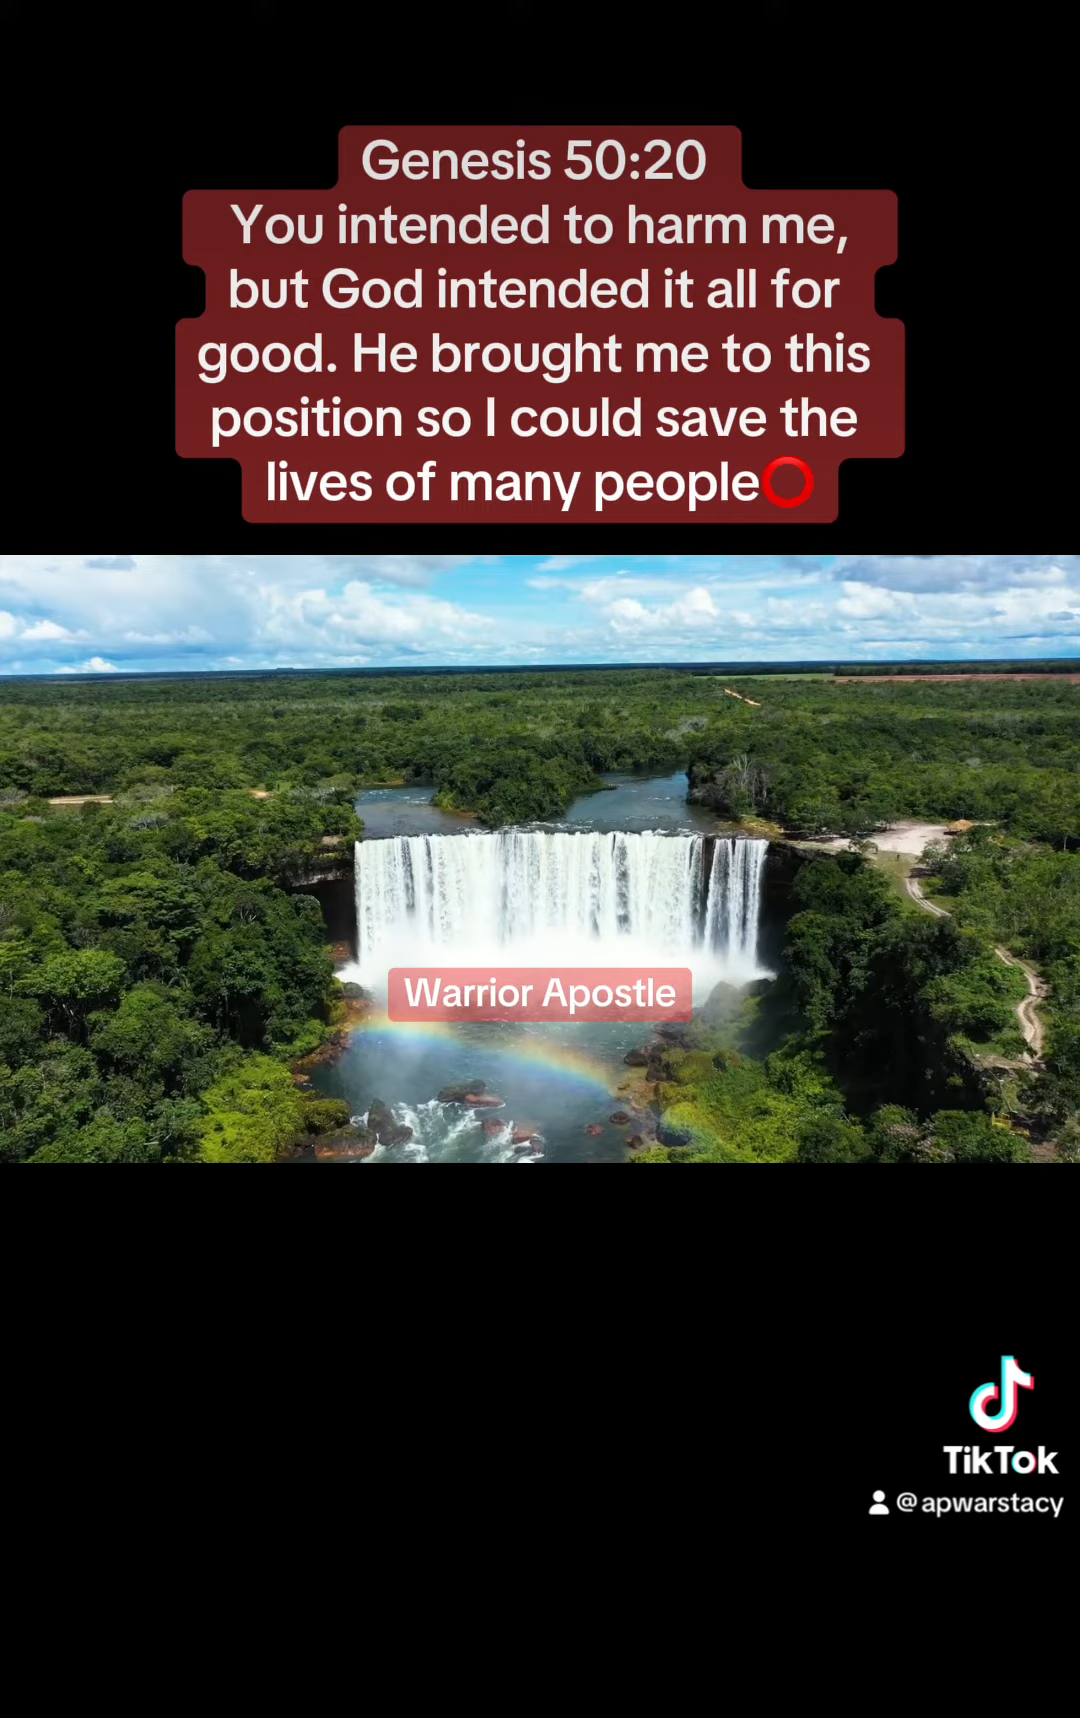 Genesis 50:20
You intended to harm me,
but God intended it all for
good. He brought me to this
position so I could save the
lives of many people⭕
Warrior Apostle
TikTok
@apwarstacy